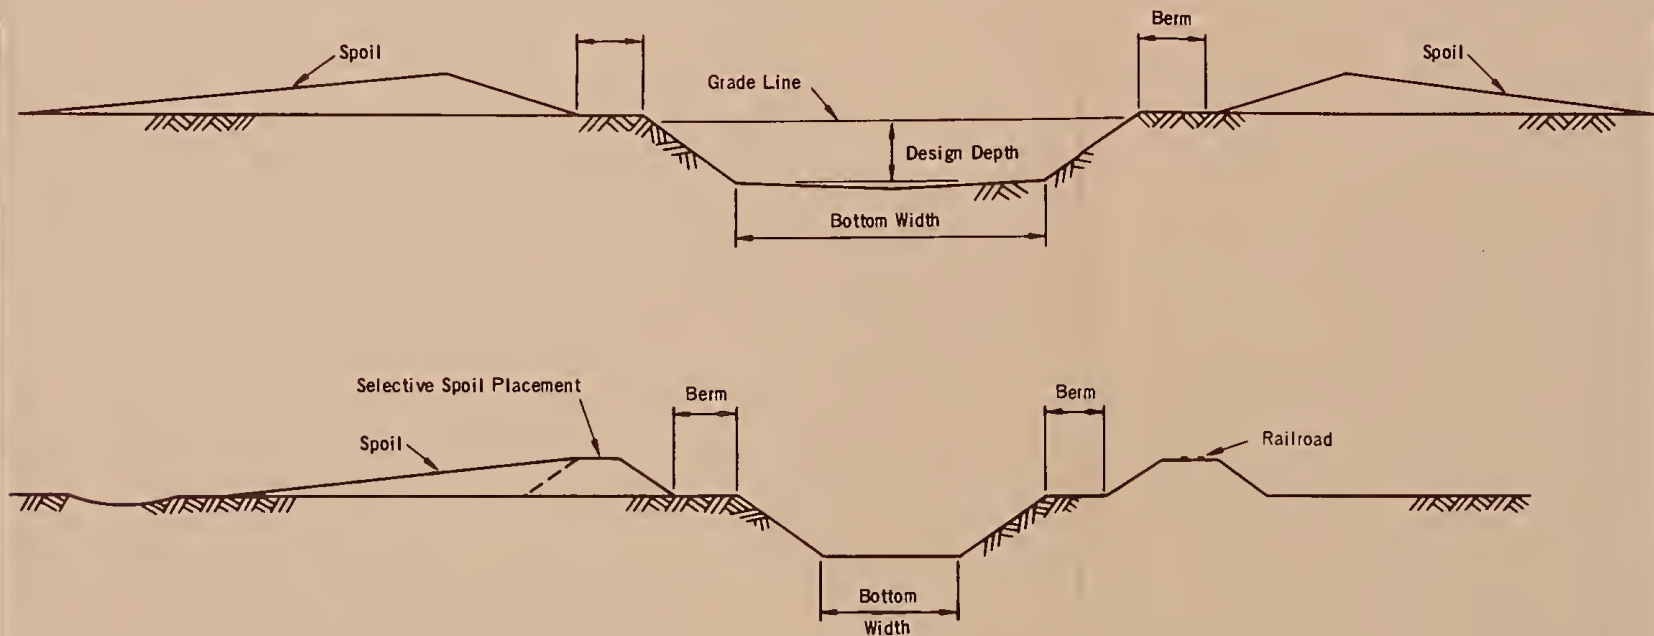 Berm
Spoil
Spoil
Grade Line
Design Depth
Bottom Width
Selective Spoil Placement
Berm
Berm
Spoil
Railroad
Bottom
Width